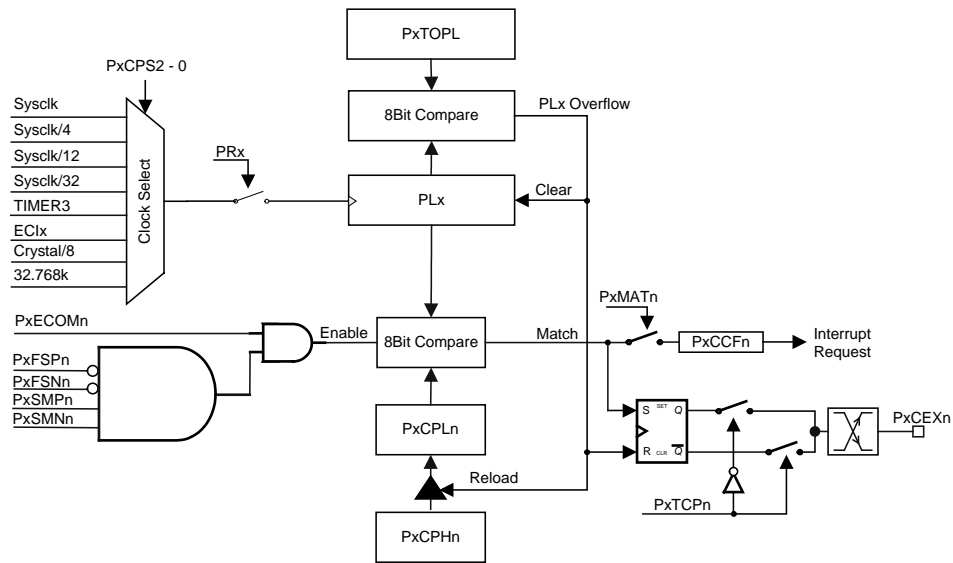 PxTOPL
PxCPS2 - 0
Sysclk
Sysclk/4
Sysclk/12
Sysclk/32
TIMER3
ECIx
Crystal/8
32.768k
Clock Select
PRx
8Bit Compare
PLx Overflow
PLx
Clear
PxECOMn
PxFSPn
PxFSNn
PxSMPn
PxSMNn
Enable
8Bit Compare
Match
PxMATn
PxCCFn
Interrupt
Request
S SET Q
R CLR Q
PxCEXn
PxTCPn
PxCPLn
Reload
PxCPHn